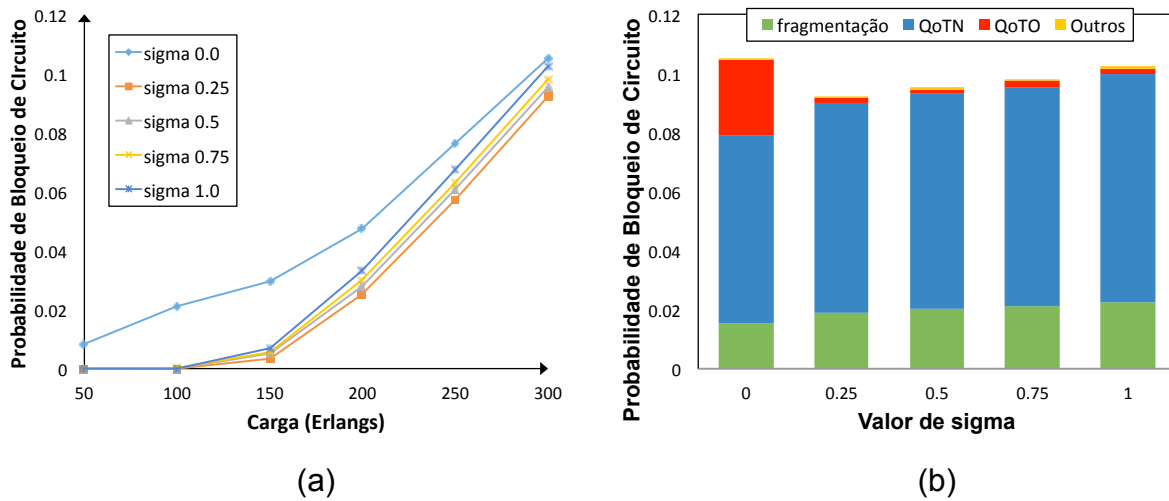 Probabilidade de Bloqueio de CIrcuito
0.12
0.1
0.08
0.06
0.04
0.02
0
sigma 0.0
sigma 0.25
sigma 0.5
sigma 0.75
sigma 1.0
50 100 150 200 250 300
Carga (Erlangs)
(a)
Probabilidade de Bloqueio de Circuito
0.12
0.1
0.08
0.06
0.04
0.02
0
fragmentação QoTN QoTO Outros
0 0.25 0.5 0.75 1
Valor de sigma
(b)